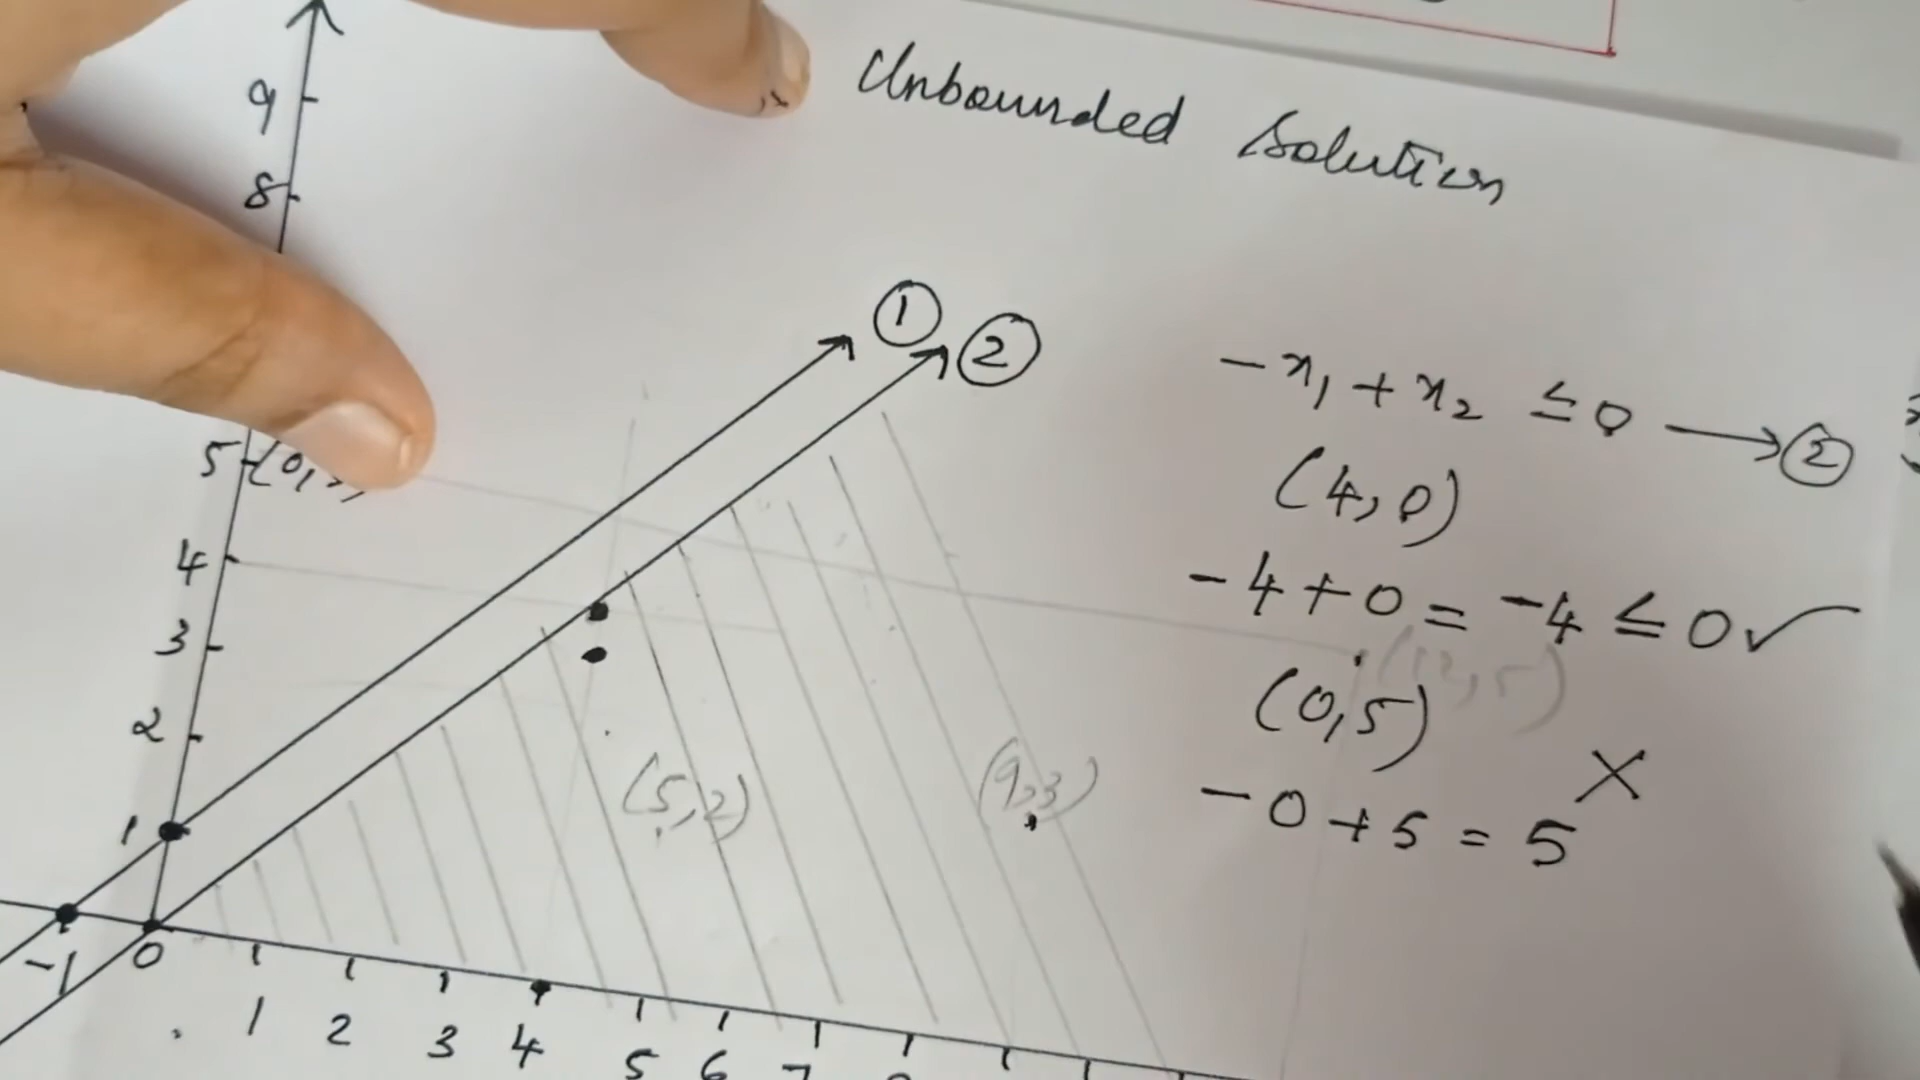 Unbounded Solution
9
8
5 (0,
4
3
2
1
-1 0 1 2 3 4 5 6 7
① ②
(5,2)
(9,3)
-x₁ + x₂ ≤ 0 → ②
(4,0)
-4+0 = -4 ≤ 0 ✓
(0,5)
-0+5 = 5 ×